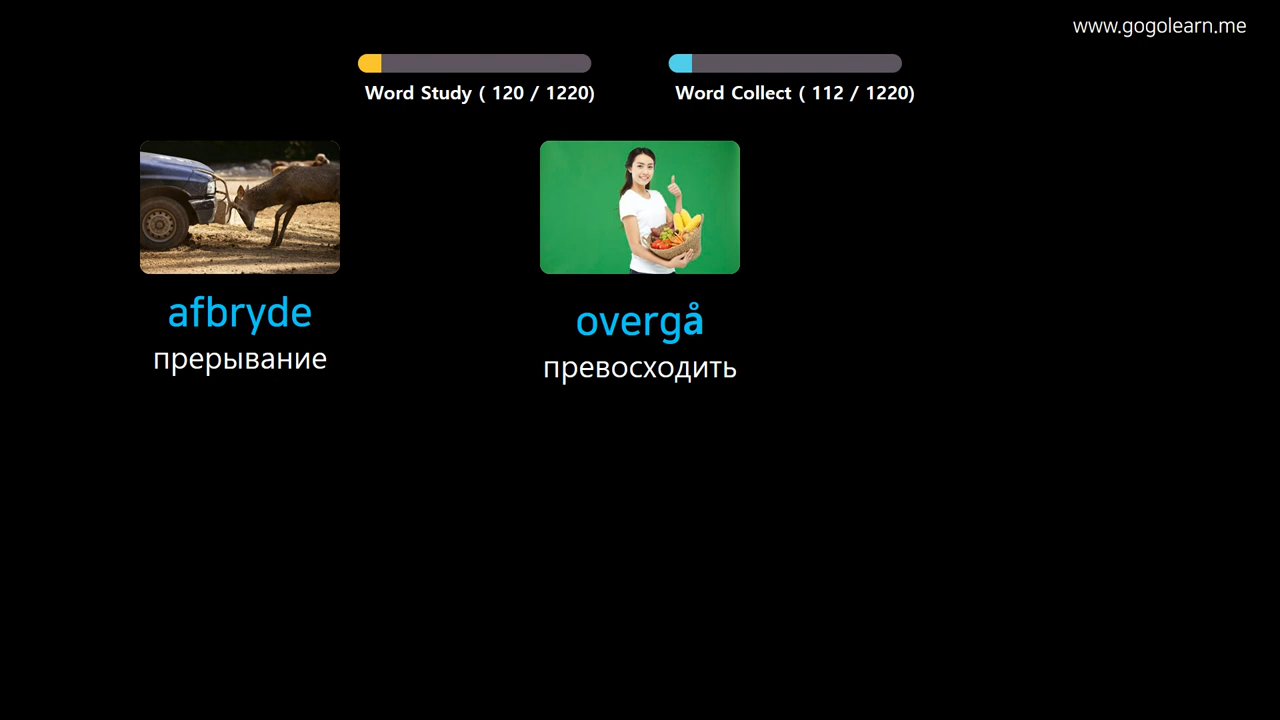 www.gogolearn.me
Word Study ( 120 / 1220)
Word Collect ( 112 / 1220)
afbryde
прерывание
overgå
превосходить